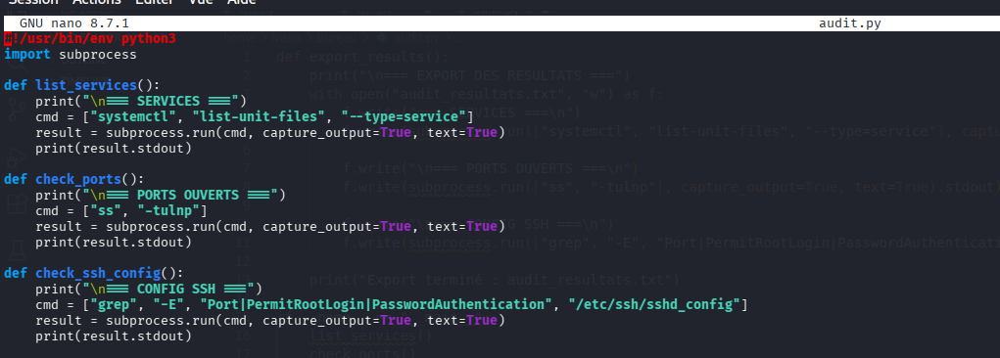 Session Actions Editer Vue Aide
GNU nano 8.7.1 audit.py
#!/usr/bin/env python3
import subprocess
def list_services():
print("\n=== SERVICES ===")
cmd = ["systemctl", "list-unit-files", "--type=service"]
result = subprocess.run(cmd, capture_output=True, text=True)
print(result.stdout)
def check_ports():
print("\n=== PORTS OUVERTS ===")
cmd = ["ss", "-tulnp"]
result = subprocess.run(cmd, capture_output=True, text=True)
print(result.stdout)
def check_ssh_config():
print("\n=== CONFIG SSH ===")
cmd = ["grep", "-E", "Port|PermitRootLogin|PasswordAuthentication", "/etc/ssh/sshd_config"]
result = subprocess.run(cmd, capture_output=True, text=True)
print(result.stdout)